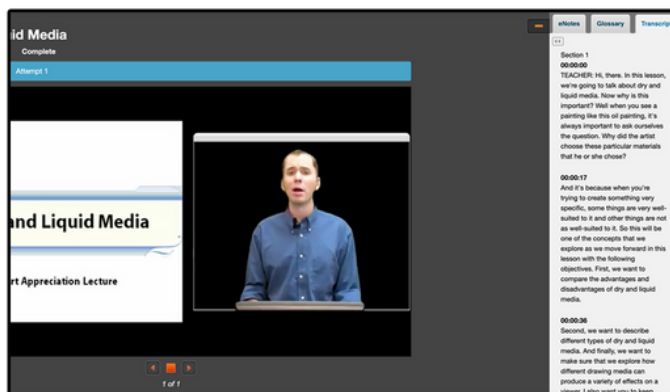 id Media
Complete
Attempt 1
and Liquid Media
rt Appreciation Lecture
1 of 1
eNotes
Glossary
Transcrip
Section 1
00:00:00
TEACHER: Hi, there. In this lesson,
we're going to talk about dry and
liquid media. Now why is this
important? Well when you see a
painting like this oil painting, it's
always important to ask ourselves
the question. Why did the artist
choose these particular materials
that he or she chose?
00:00:17
And it's because when you're
trying to create something very
specific, some things are very well-
suited to it and other things are not
as well-suited to it. So this will be
one of the concepts that we
explore as we move forward in this
lesson with the following
objectives. First, we want to
compare the advantages and
disadvantages of dry and liquid
media.
00:00:36
Second, we want to describe
different types of dry and liquid
media. And finally, we want to
make sure that we explore how
different drawing media can
produce a variety of effects on a
viewer. I also want you to keep